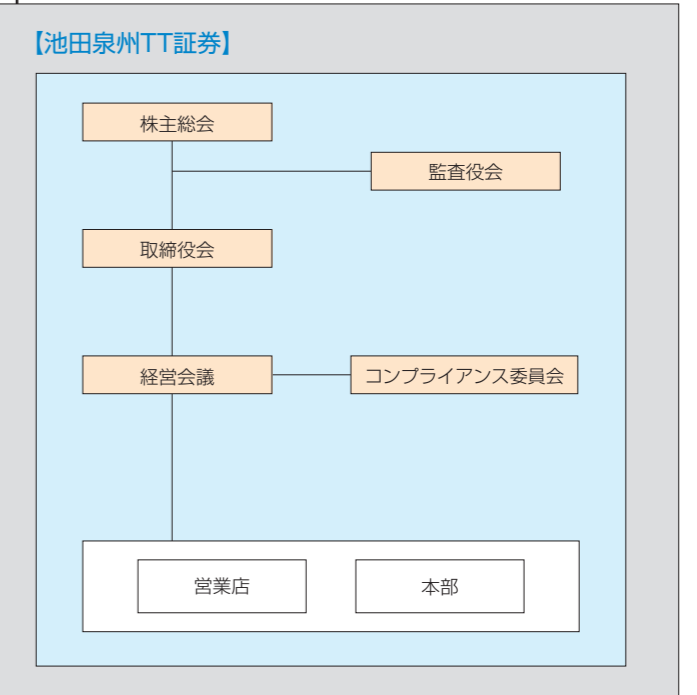 【池田泉州TT証券】
株主総会
監査役会
取締役会
経営会議
コンプライアンス委員会
営業店
本部